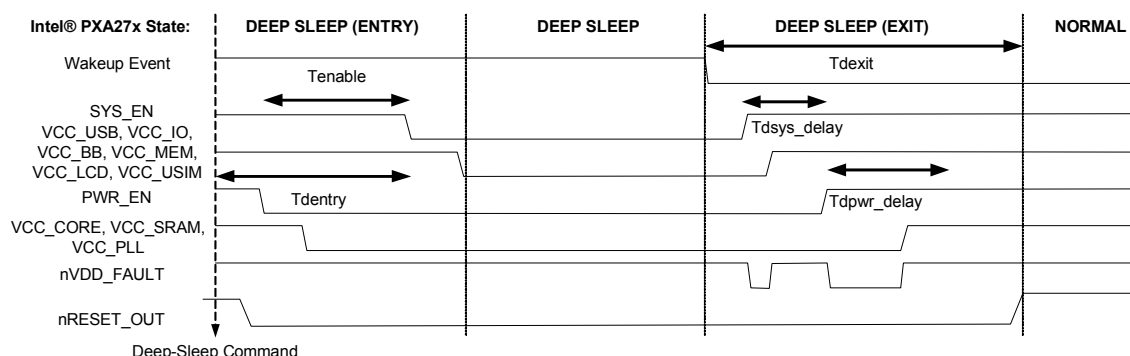 Intel® PXA27x State: DEEP SLEEP (ENTRY) DEEP SLEEP DEEP SLEEP (EXIT) NORMAL
Wakeup Event
Tdexit
Tenable
SYS_EN
Tdsys_delay
VCC_USB, VCC_IO,
VCC_BB, VCC_MEM,
VCC_LCD, VCC_USIM
PWR_EN
Tdentry
Tdpwr_delay
VCC_CORE, VCC_SRAM,
VCC_PLL
nVDD_FAULT
nRESET_OUT
Deep-Sleep Command